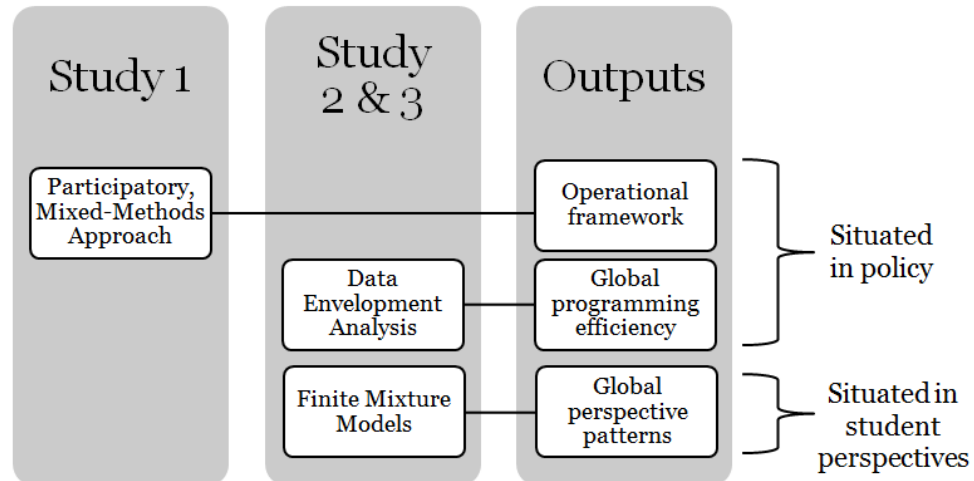 Study 1
Study
2 & 3
Outputs
Participatory,
Mixed-Methods
Approach
Operational
framework
Data
Envelopment
Analysis
Global
programming
efficiency
Situated
in policy
Finite Mixture
Models
Global
perspective
patterns
Situated in
student
perspectives